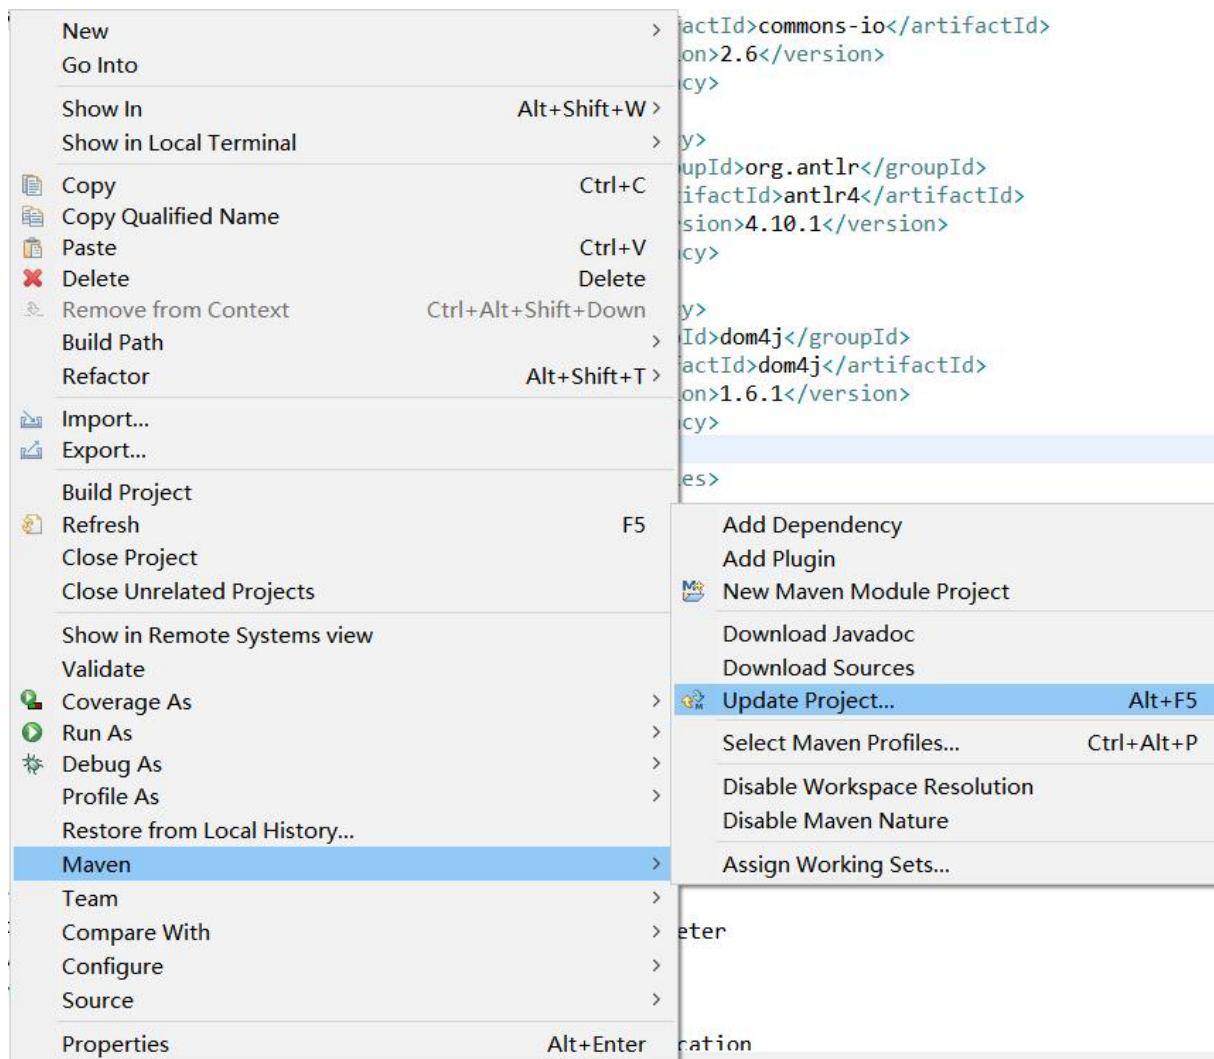 New
Go Into
Show In Alt+Shift+W
Show in Local Terminal
Copy Ctrl+C
Copy Qualified Name
Paste Ctrl+V
Delete Delete
Remove from Context Ctrl+Alt+Shift+Down
Build Path
Refactor Alt+Shift+T
Import...
Export...
Build Project
Refresh F5
Close Project
Close Unrelated Projects
Show in Remote Systems view
Validate
Coverage As
Run As
Debug As
Profile As
Restore from Local History...
Maven
Team
Compare With
Configure
Source
Properties Alt+Enter
actId>commons-io</artifactId>
on>2.6</version>
cy>
y>
upId>org.antlr</groupId>
ifactId>antlr4</artifactId>
sion>4.10.1</version>
cy>
y>
Id>dom4j</groupId>
actId>dom4j</artifactId>
on>1.6.1</version>
cy>
es>
Add Dependency
Add Plugin
New Maven Module Project
Download Javadoc
Download Sources
Update Project... Alt+F5
Select Maven Profiles... Ctrl+Alt+P
Disable Workspace Resolution
Disable Maven Nature
Assign Working Sets...
eter
cation